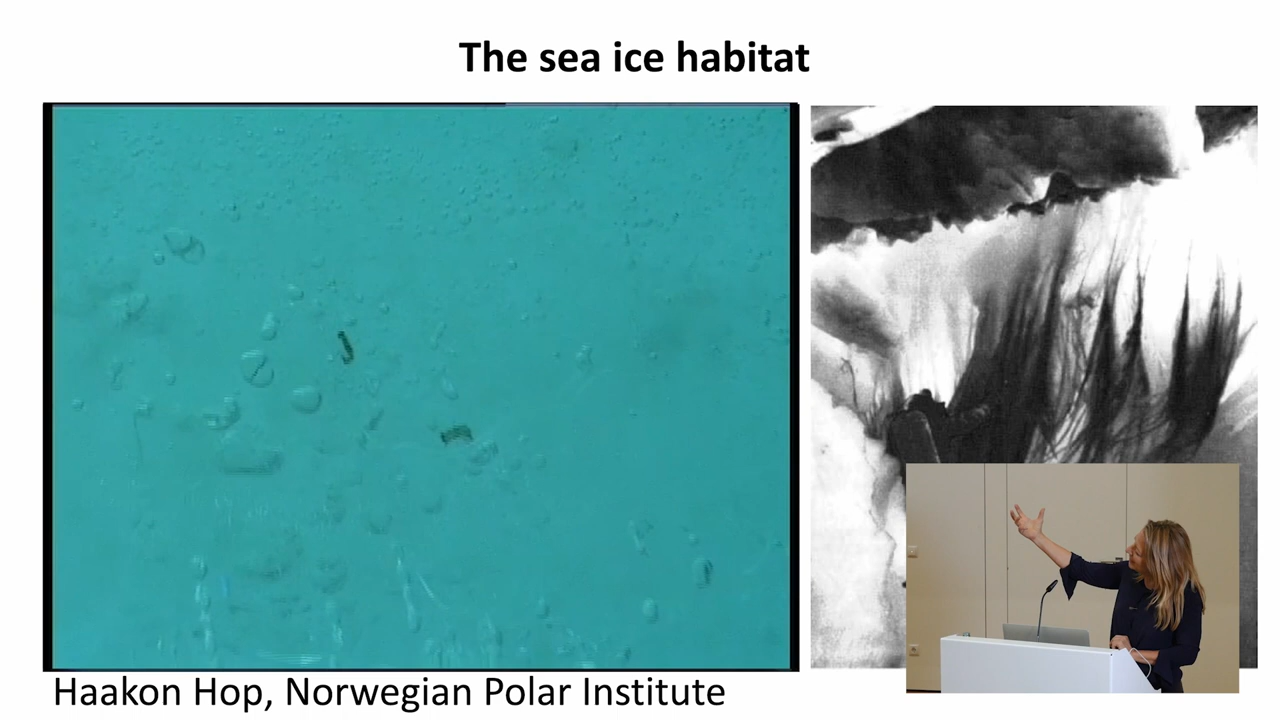 The sea ice habitat
Haakon Hop, Norwegian Polar Institute